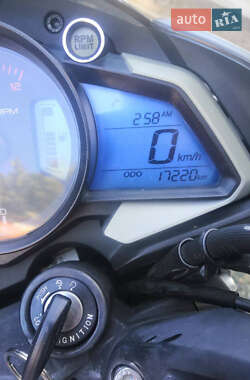 AUTO
RIA
RPM
LIMIT
12
RPM
2:58 AM
0 km/h
ODO 17220 km
IGNITION